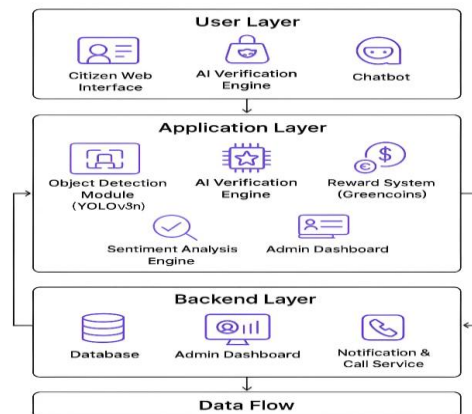 User Layer
Citizen Web
Interface
AI Verification
Engine
Chatbot
Application Layer
Object Detection
Module
(YOLOv3n)
AI Verification
Engine
Reward System
(Greencoins)
Sentiment Analysis
Engine
Admin Dashboard
Backend Layer
Database
Admin Dashboard
Notification &
Call Service
Data Flow